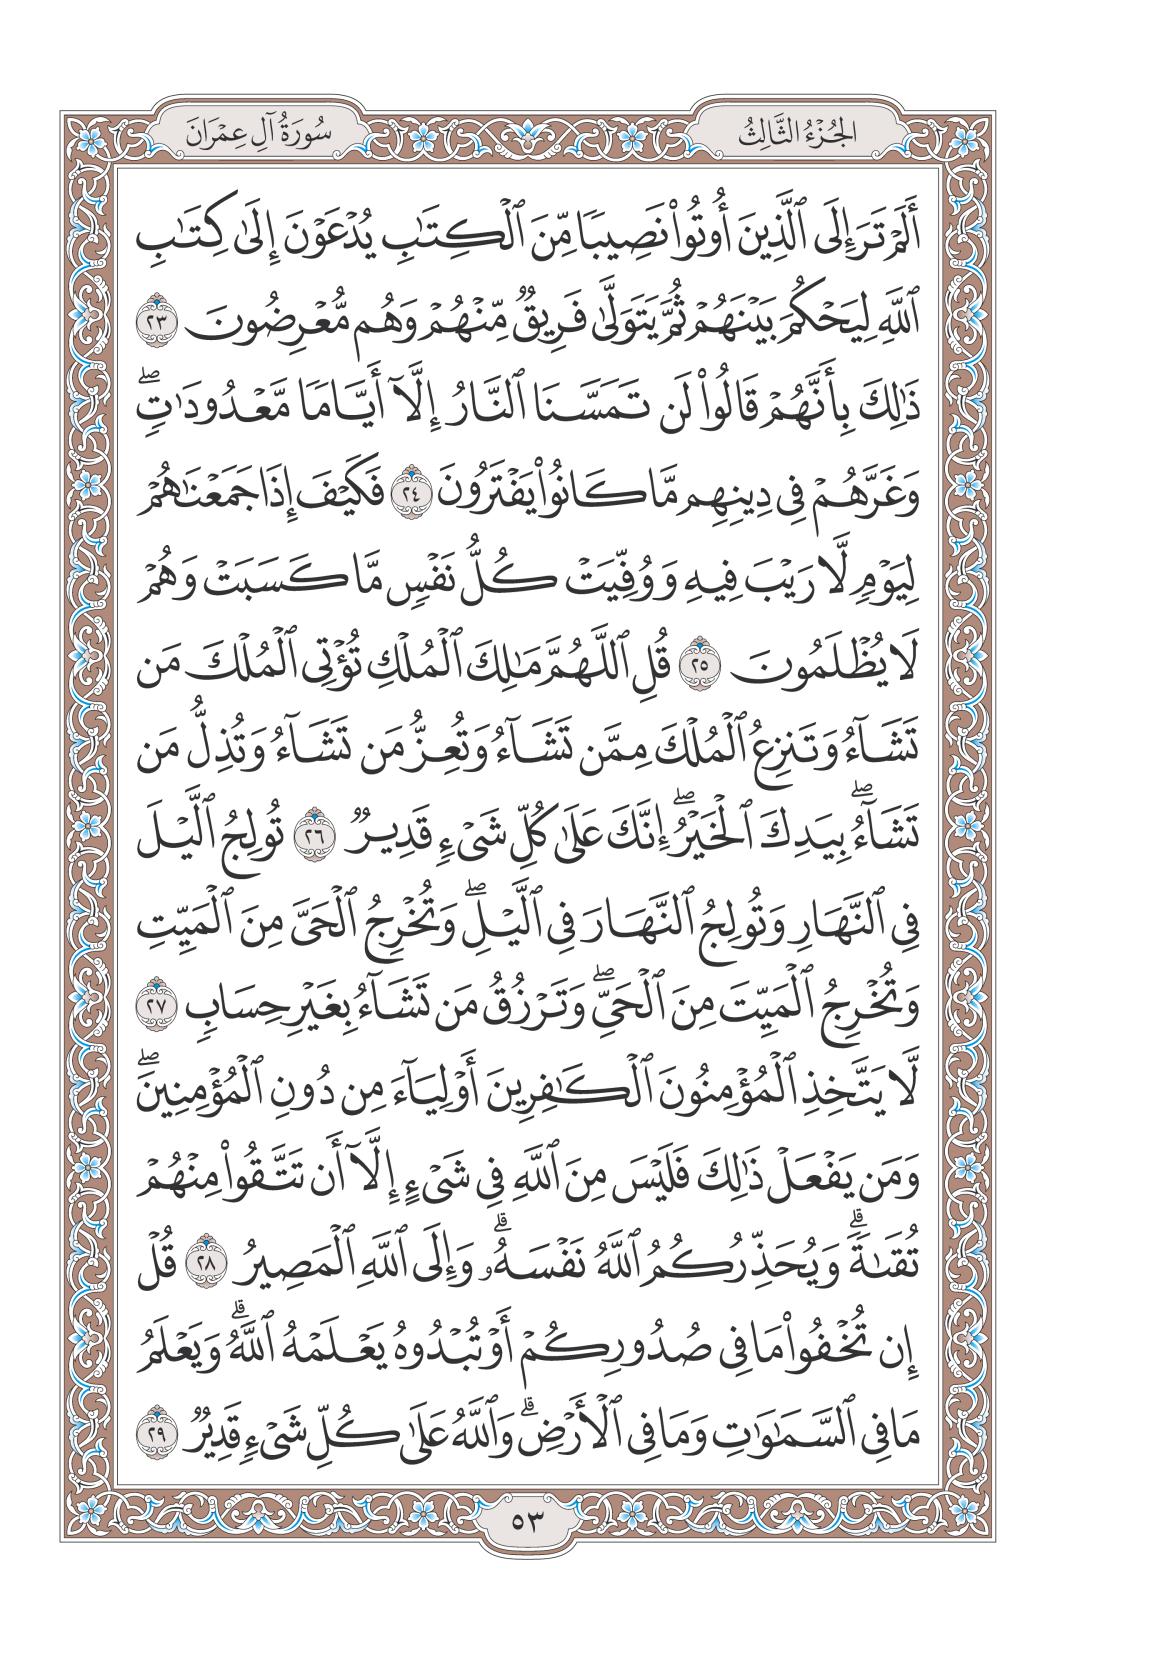 الجُزْءُ الثَّالِثُ
سُورَةُ آلِ عِمْرَانَ
أَلَمْ تَرَ إِلَى ٱلَّذِينَ أُوتُوا۟ نَصِيبًا مِّنَ ٱلْكِتَٰبِ يُدْعَوْنَ إِلَىٰ كِتَٰبِ
ٱللَّهِ لِيَحْكُمَ بَيْنَهُمْ ثُمَّ يَتَوَلَّىٰ فَرِيقٌ مِّنْهُمْ وَهُم مُّعْرِضُونَ ٢٣
ذَٰلِكَ بِأَنَّهُمْ قَالُوا۟ لَن تَمَسَّنَا ٱلنَّارُ إِلَّآ أَيَّامًا مَّعْدُودَٰتٍ ۖ
وَغَرَّهُمْ فِى دِينِهِم مَّا كَانُوا۟ يَفْتَرُونَ ٢٤ فَكَيْفَ إِذَا جَمَعْنَٰهُمْ
لِيَوْمٍ لَّا رَيْبَ فِيهِ وَوُفِّيَتْ كُلُّ نَفْسٍ مَّا كَسَبَتْ وَهُمْ
لَا يُظْلَمُونَ ٢٥ قُلِ ٱللَّهُمَّ مَٰلِكَ ٱلْمُلْكِ تُؤْتِى ٱلْمُلْكَ مَن
تَشَآءُ وَتَنزِعُ ٱلْمُلْكَ مِمَّن تَشَآءُ وَتُعِزُّ مَن تَشَآءُ وَتُذِلُّ مَن
تَشَآءُ ۖ بِيَدِكَ ٱلْخَيْرُ ۖ إِنَّكَ عَلَىٰ كُلِّ شَىْءٍ قَدِيرٌ ٢٦ تُولِجُ ٱلَّيْلَ
فِى ٱلنَّهَارِ وَتُولِجُ ٱلنَّهَارَ فِى ٱلَّيْلِ ۖ وَتُخْرِجُ ٱلْحَىَّ مِنَ ٱلْمَيِّتِ
وَتُخْرِجُ ٱلْمَيِّتَ مِنَ ٱلْحَىِّ ۖ وَتَرْزُقُ مَن تَشَآءُ بِغَيْرِ حِسَابٍ ٢٧
لَّا يَتَّخِذِ ٱلْمُؤْمِنُونَ ٱلْكَٰفِرِينَ أَوْلِيَآءَ مِن دُونِ ٱلْمُؤْمِنِينَ ۖ
وَمَن يَفْعَلْ ذَٰلِكَ فَلَيْسَ مِنَ ٱللَّهِ فِى شَىْءٍ إِلَّآ أَن تَتَّقُوا۟ مِنْهُمْ
تُقَىٰةً ۗ وَيُحَذِّرُكُمُ ٱللَّهُ نَفْسَهُۥ ۗ وَإِلَى ٱللَّهِ ٱلْمَصِيرُ ٢٨ قُلْ
إِن تُخْفُوا۟ مَا فِى صُدُورِكُمْ أَوْ تُبْدُوهُ يَعْلَمْهُ ٱللَّهُ ۗ وَيَعْلَمُ
مَا فِى ٱلسَّمَٰوَٰتِ وَمَا فِى ٱلْأَرْضِ ۗ وَٱللَّهُ عَلَىٰ كُلِّ شَىْءٍ قَدِيرٌ ٢٩
٥٣